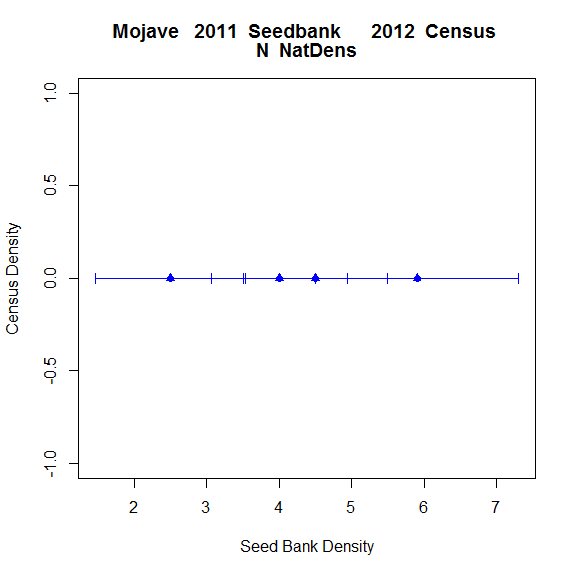 Mojave 2011 Seedbank 2012 Census
N NatDens
1.0
0.5
0.0
-0.5
-1.0
Census Density
2 3 4 5 6 7
Seed Bank Density